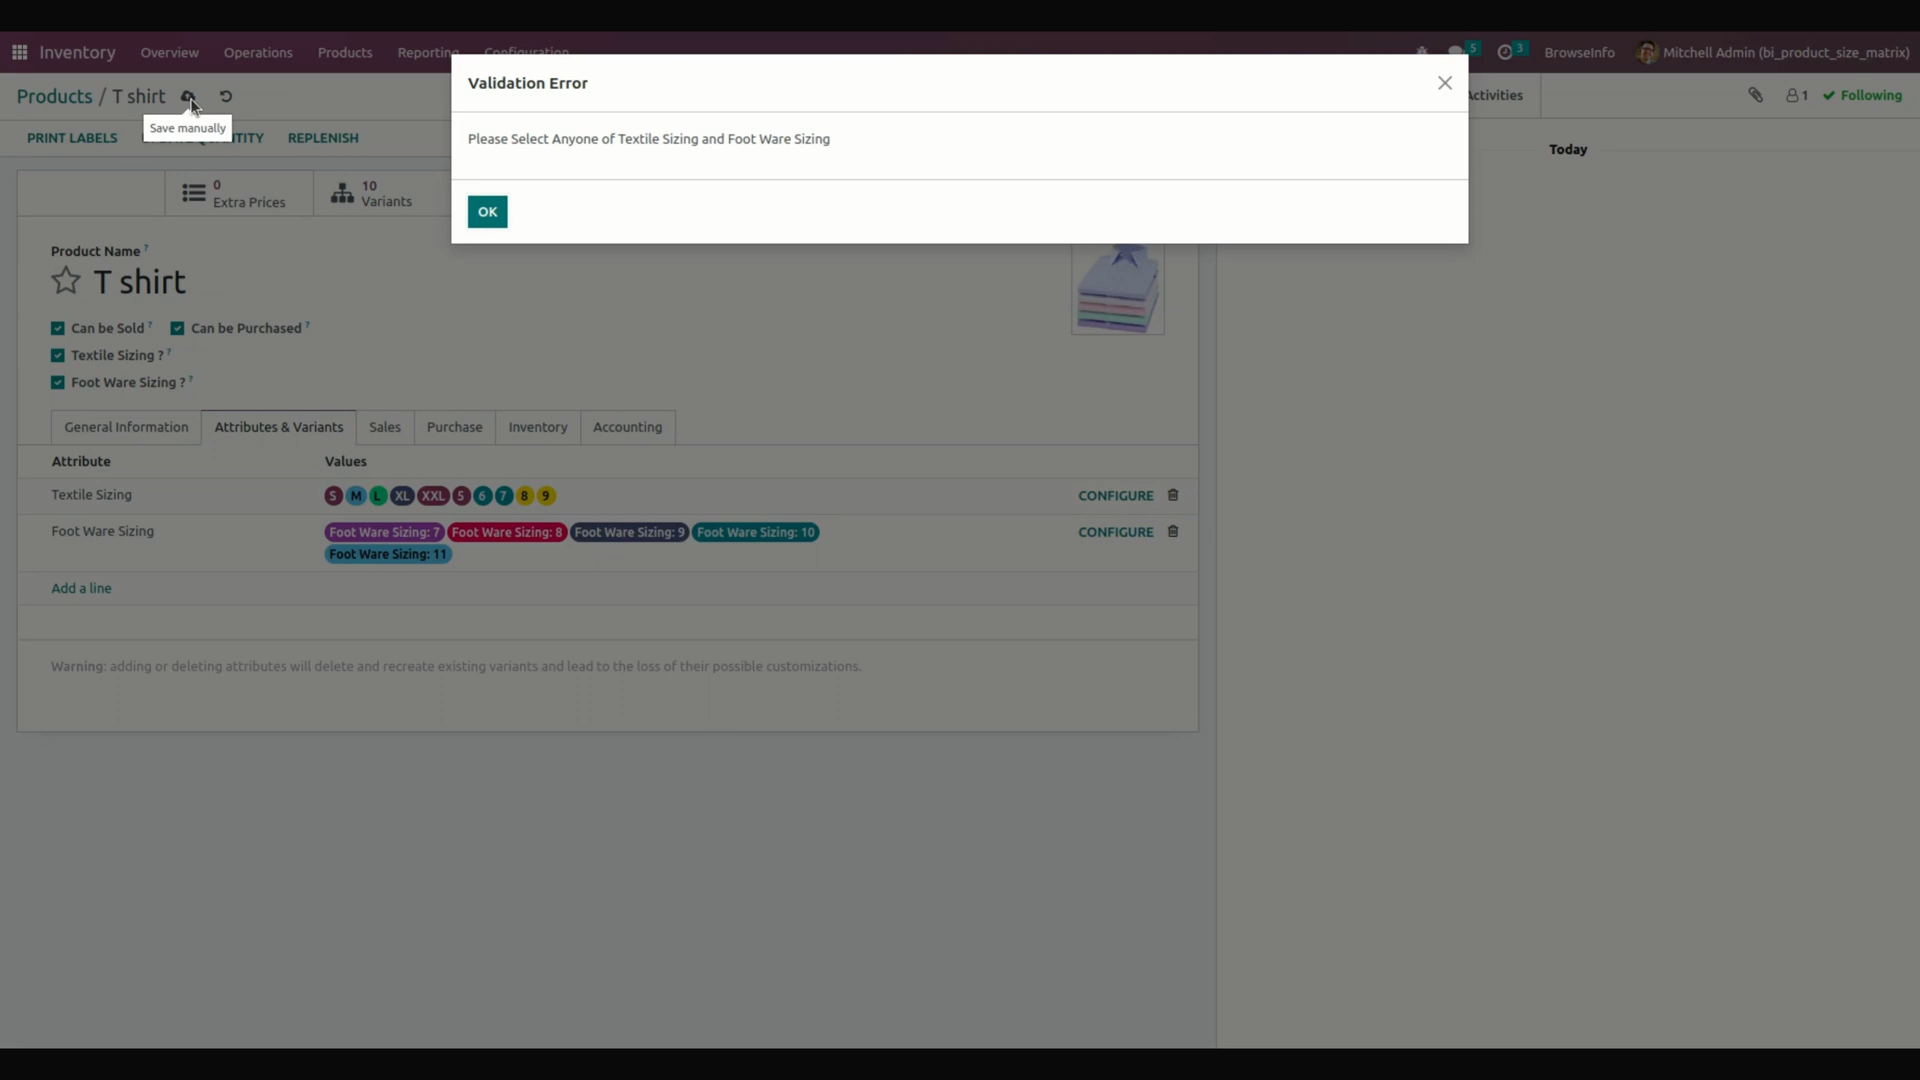 Inventory Overview Operations Products Reporting Configuration 5 3 BrowseInfo Mitchell Admin (bi_product_size_matrix)
Validation Error
Products / T shirt
Activities 1 Following
Save manually
Please Select Anyone of Textile Sizing and Foot Ware Sizing
PRINT LABELS REPLENISH
Today
0
Extra Prices
10
Variants
OK
Product Name ?
T shirt
Can be Sold ? Can be Purchased ?
Textile Sizing ? ?
Foot Ware Sizing ? ?
General Information Attributes & Variants Sales Purchase Inventory Accounting
Attribute Values
Textile Sizing S M L XL XXL 5 6 7 8 9 CONFIGURE
Foot Ware Sizing Foot Ware Sizing: 7 Foot Ware Sizing: 8 Foot Ware Sizing: 9 Foot Ware Sizing: 10 CONFIGURE
Foot Ware Sizing: 11
Add a line
Warning: adding or deleting attributes will delete and recreate existing variants and lead to the loss of their possible customizations.